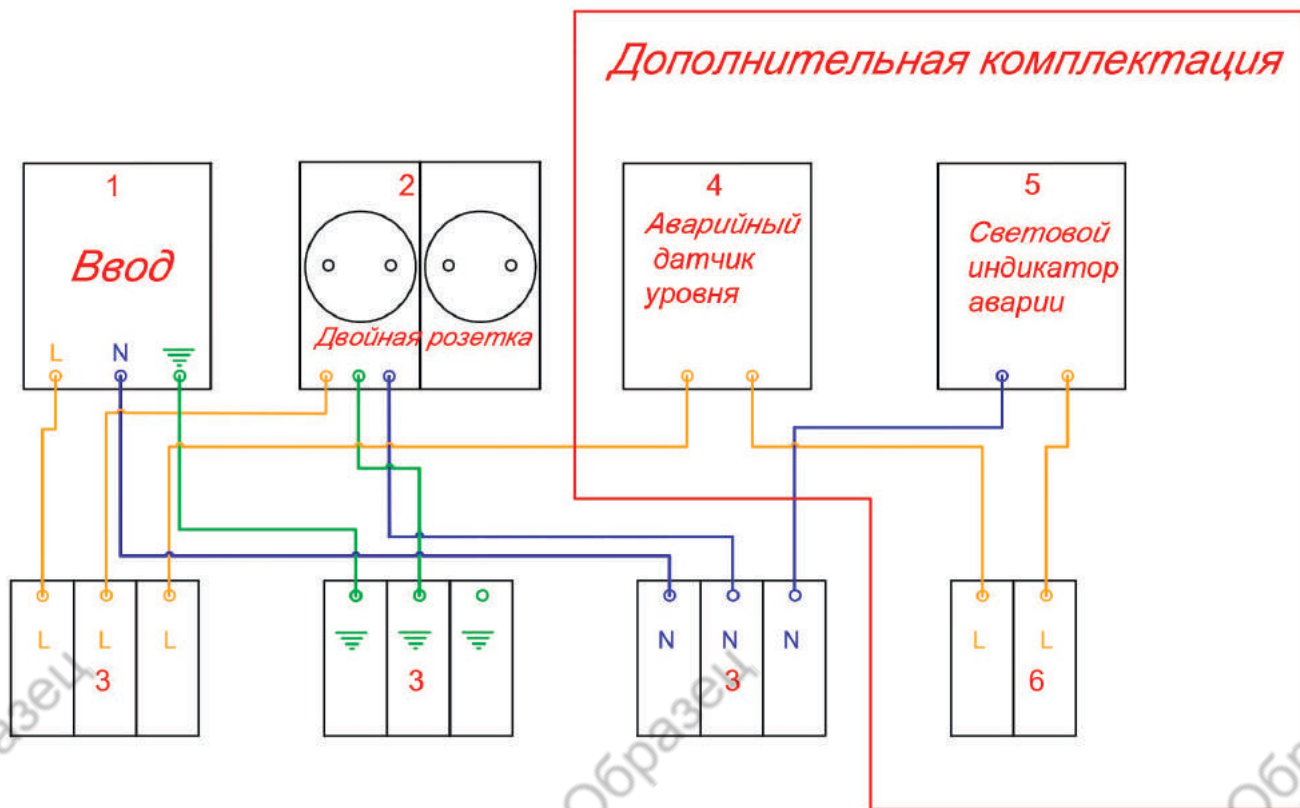 Дополнительная комплектация
1
Ввод
L N
2
Двойная розетка
4
Аварийный
датчик
уровня
5
Световой
индикатор
аварии
L L L
3
3
N N N
3
L L
6
Образец